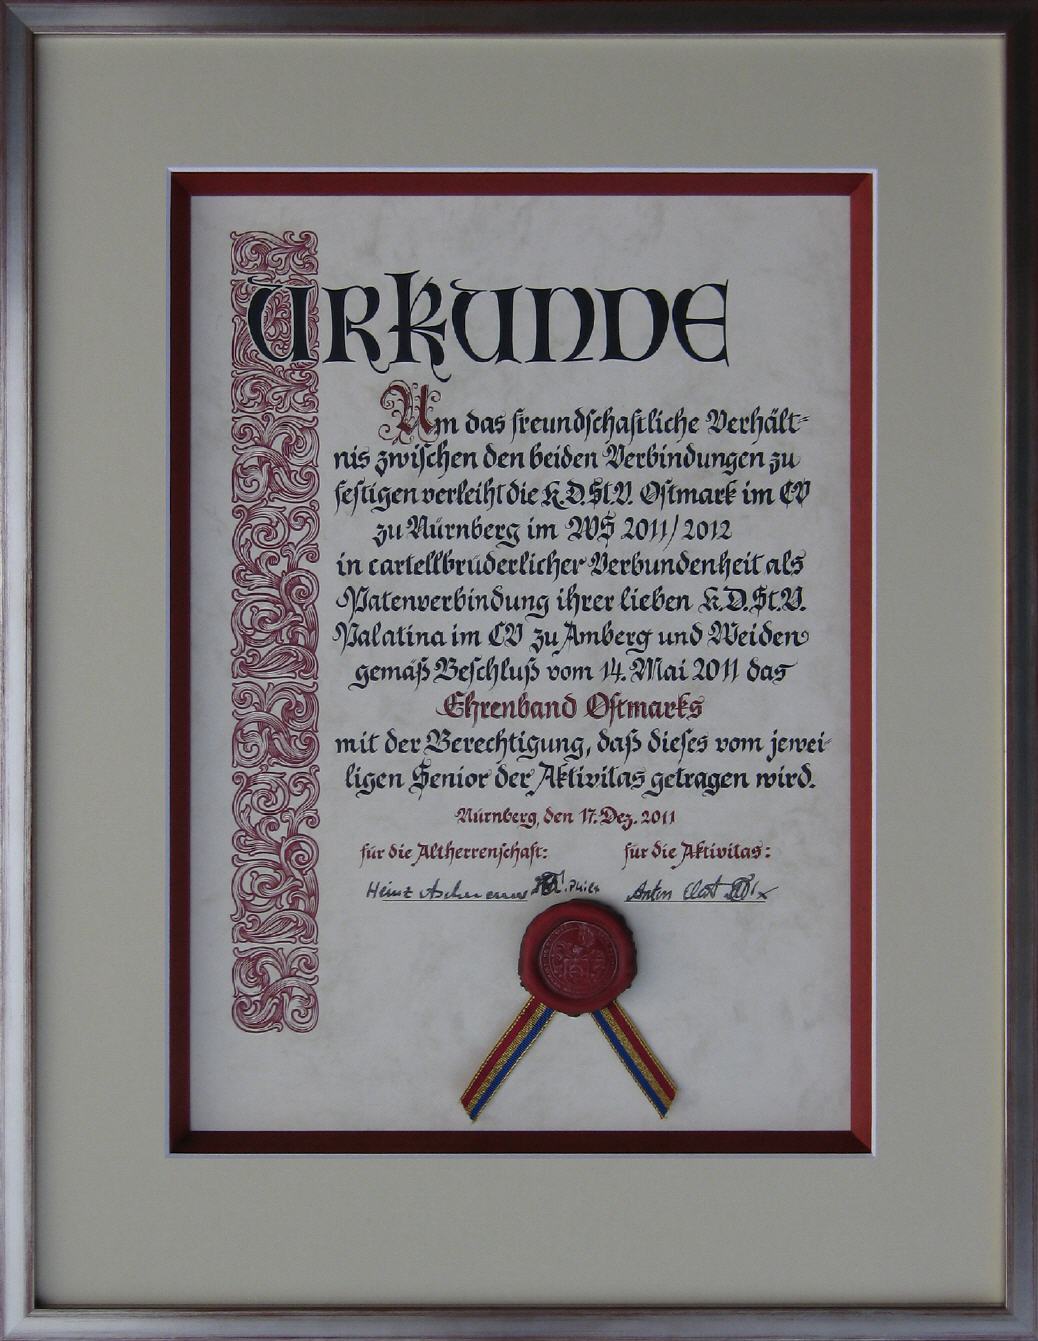 URKUNDE
Um das freundschaftliche Verhält-
nis zwischen den beiden Verbindungen zu
festigen verleiht die K.D.St.V. Ostmark im CV
zu Nürnberg im WS 2011/2012
in cartellbrüderlicher Verbundenheit als
Patenverbindung ihrer lieben K.D.St.V.
Palatina im CV zu Amberg und Weiden
gemäß Beschluß vom 14. Mai 2011 das
Ehrenband Ostmarks
mit der Berechtigung, daß dieses vom jewei-
ligen Senior der Aktivitas getragen wird.
Nürnberg, den 17. Dez. 2011
für die Altherrenschaft: für die Aktivitas:
Heinz Anton